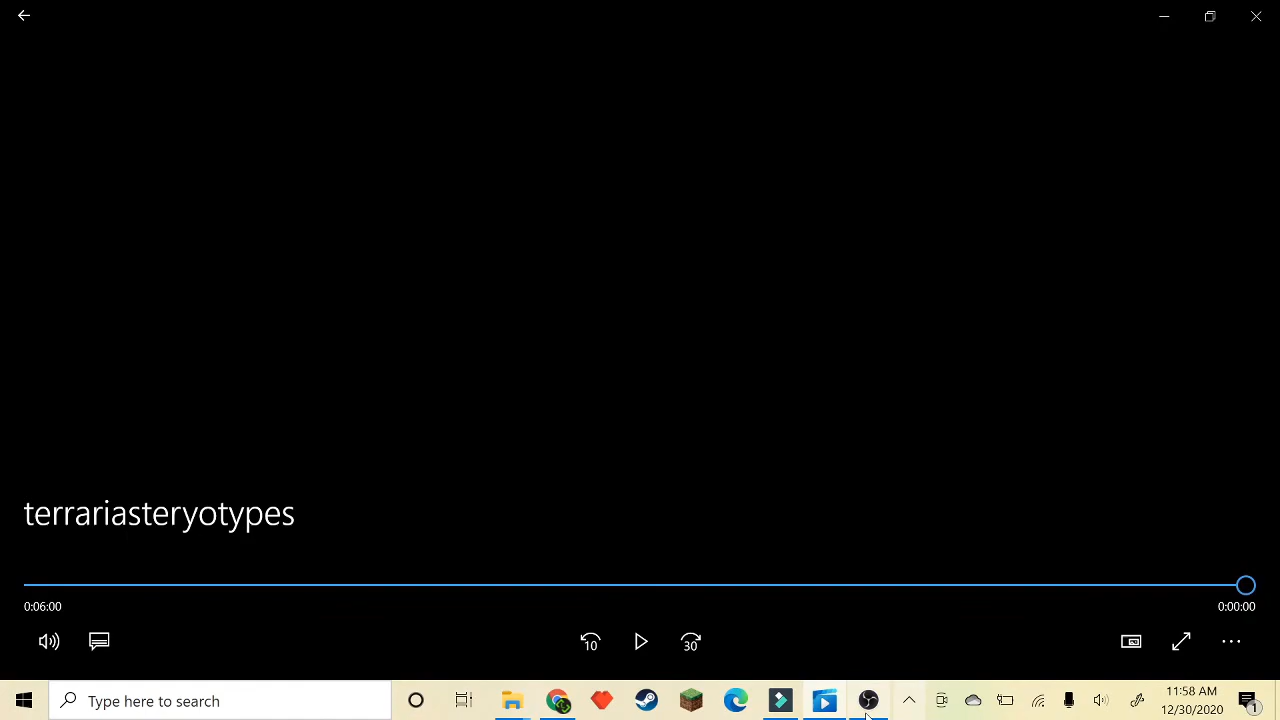 terrariasteryotypes
0:06:00
0:00:00
10
30
Type here to search
11:58 AM
12/30/2020
1